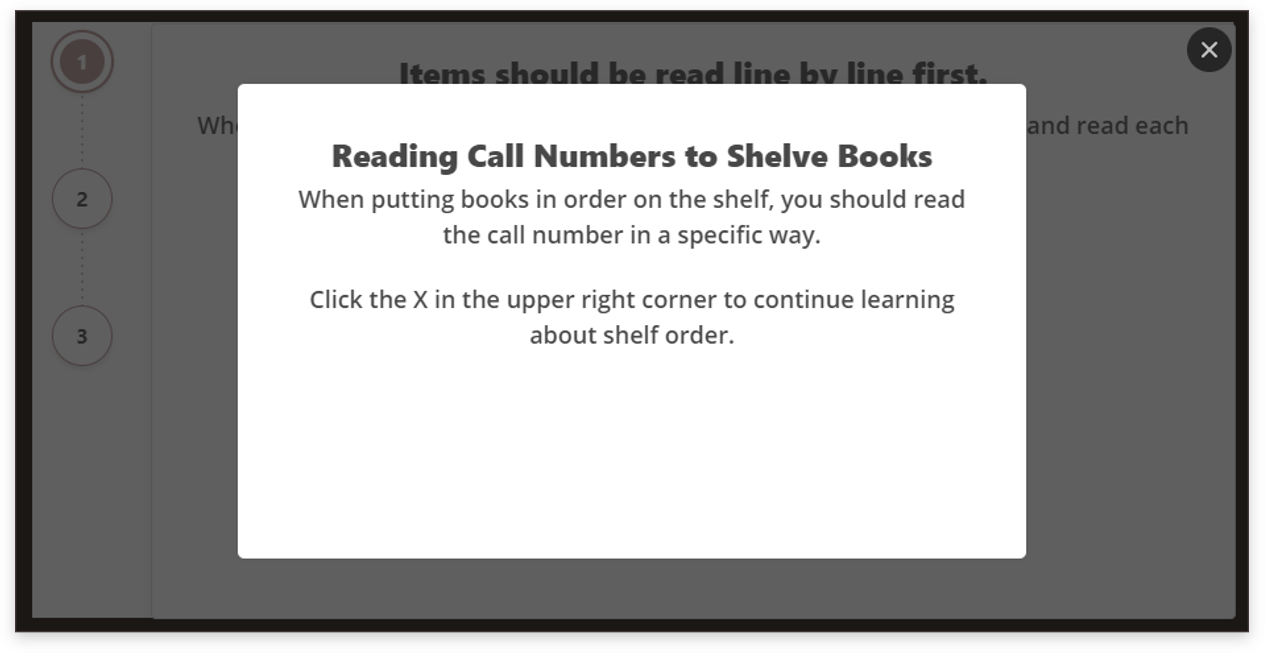 1
Items should be read line by line first.
and read each
Reading Call Numbers to Shelve Books
When putting books in order on the shelf, you should read
the call number in a specific way.
2
Click the X in the upper right corner to continue learning
about shelf order.
3